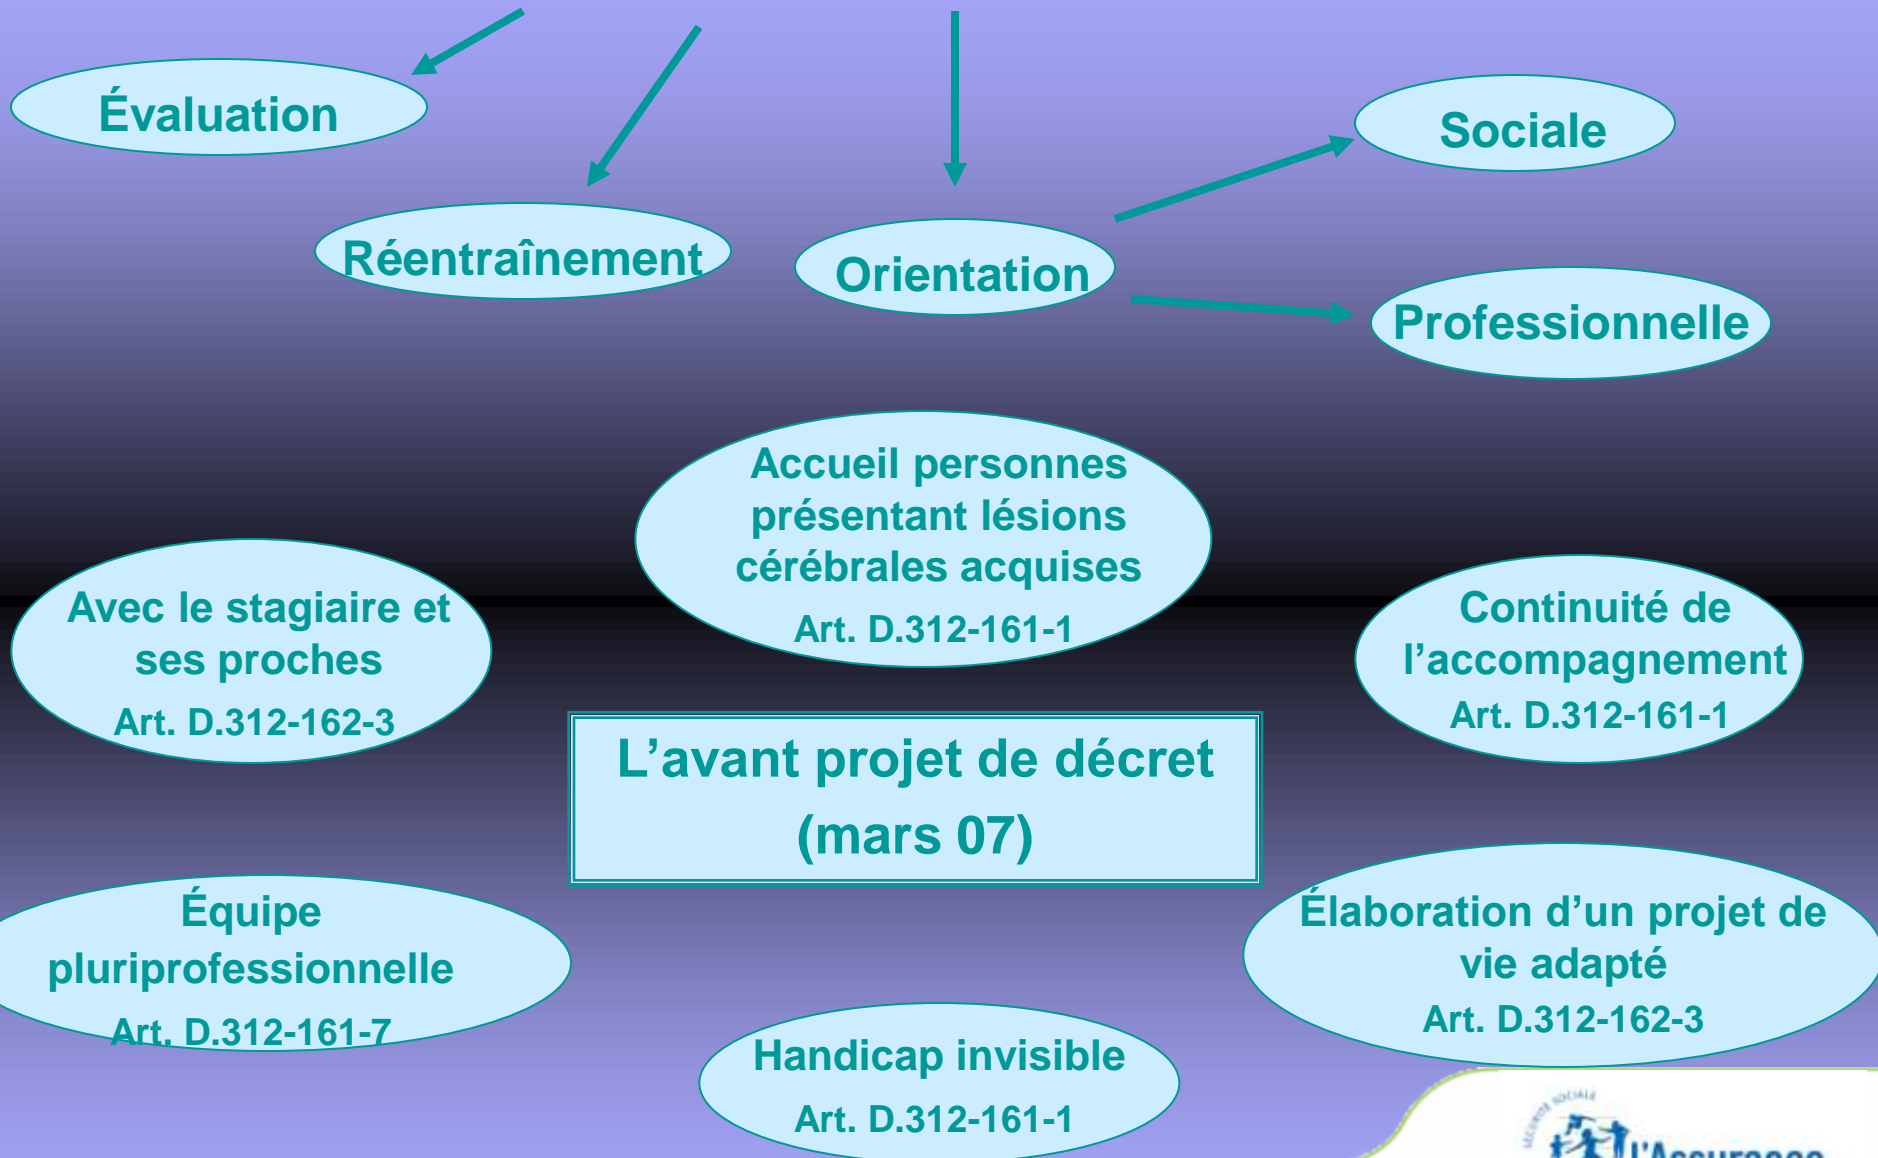 Évaluation
Sociale
Réentraînement
Orientation
Professionnelle
Accueil personnes
présentant lésions
cérébrales acquises
Art. D.312-161-1
Avec le stagiaire et
ses proches
Art. D.312-162-3
Continuité de
l’accompagnement
Art. D.312-161-1
L’avant projet de décret
(mars 07)
Équipe
pluriprofessionnelle
Art. D.312-161-7
Élaboration d’un projet de
vie adapté
Art. D.312-162-3
Handicap invisible
Art. D.312-161-1
SÉCURITÉ SOCIALE
l'Assurance